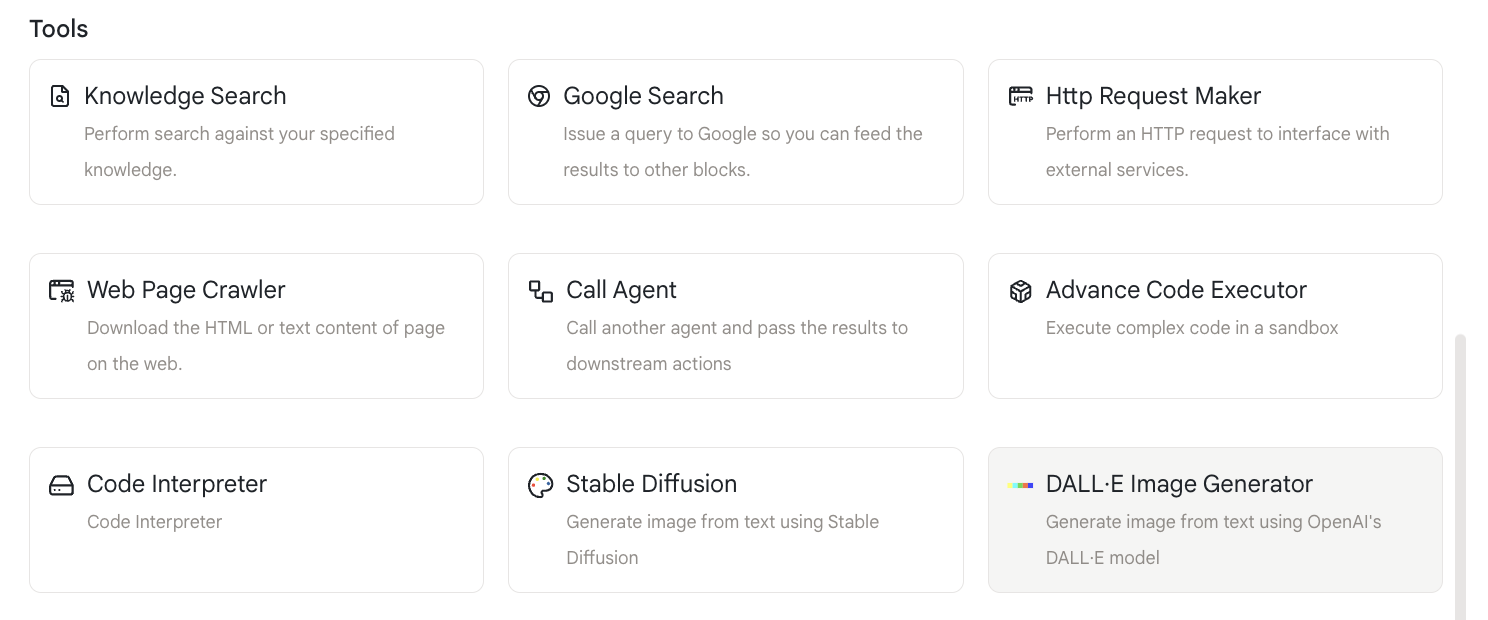 Tools
Knowledge Search
Perform search against your specified
knowledge.
Google Search
Issue a query to Google so you can feed the
results to other blocks.
HTTP
Http Request Maker
Perform an HTTP request to interface with
external services.
Web Page Crawler
Download the HTML or text content of page
on the web.
Call Agent
Call another agent and pass the results to
downstream actions
Advance Code Executor
Execute complex code in a sandbox
Code Interpreter
Code Interpreter
Stable Diffusion
Generate image from text using Stable
Diffusion
DALL·E Image Generator
Generate image from text using OpenAI's
DALL·E model